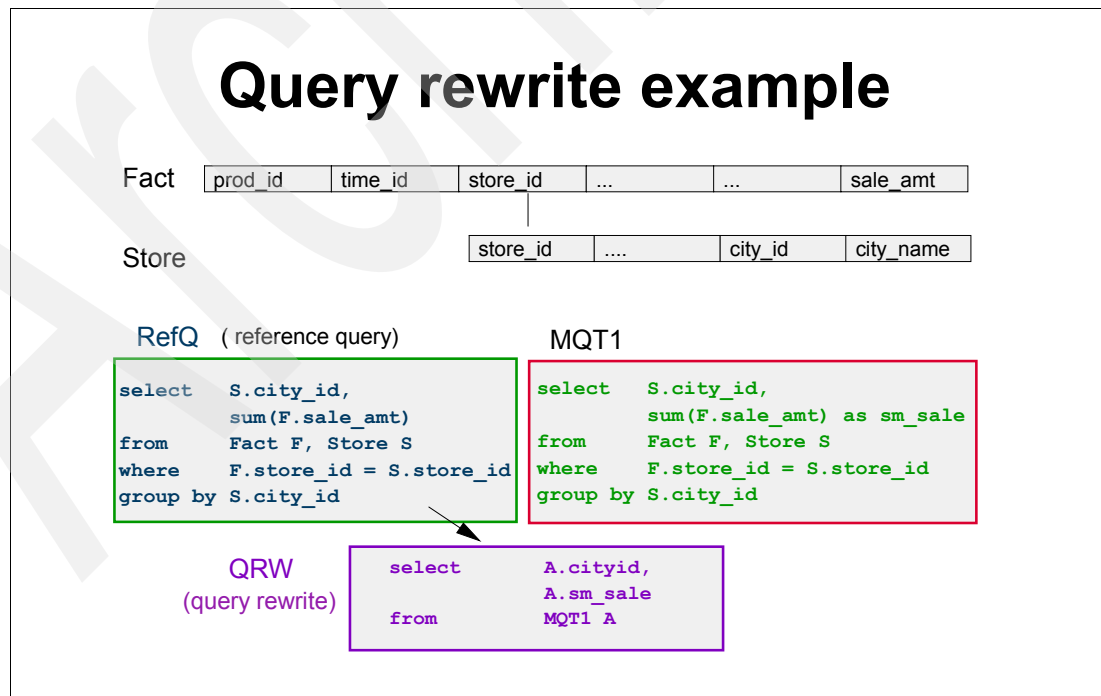 Query rewrite example
Fact prod_id time_id store_id ... ... sale_amt
Store store_id .... city_id city_name
RefQ ( reference query)
select S.city_id,
sum(F.sale_amt)
from Fact F, Store S
where F.store_id = S.store_id
group by S.city_id
MQT1
select S.city_id,
sum(F.sale_amt) as sm_sale
from Fact F, Store S
where F.store_id = S.store_id
group by S.city_id
QRW
(query rewrite)
select A.cityid,
A.sm_sale
from MQT1 A